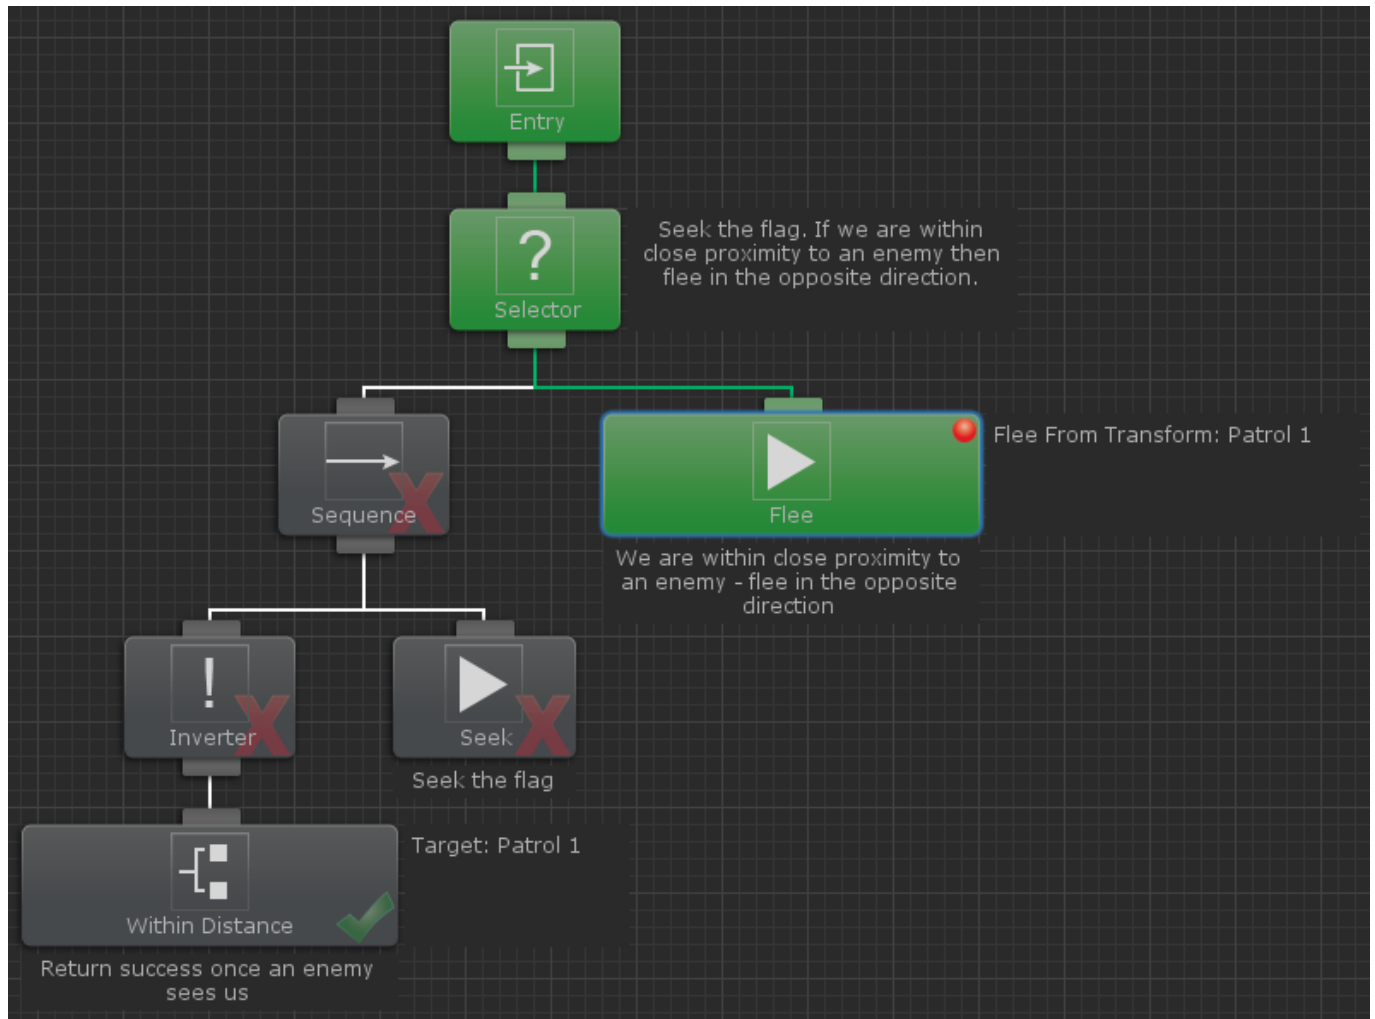 Entry
?
Selector
Seek the flag. If we are within
close proximity to an enemy then
flee in the opposite direction.
Sequence
Flee
Flee From Transform: Patrol 1
We are within close proximity to
an enemy - flee in the opposite
direction
!
Inverter
Seek
Seek the flag
Within Distance
Target: Patrol 1
Return success once an enemy
sees us